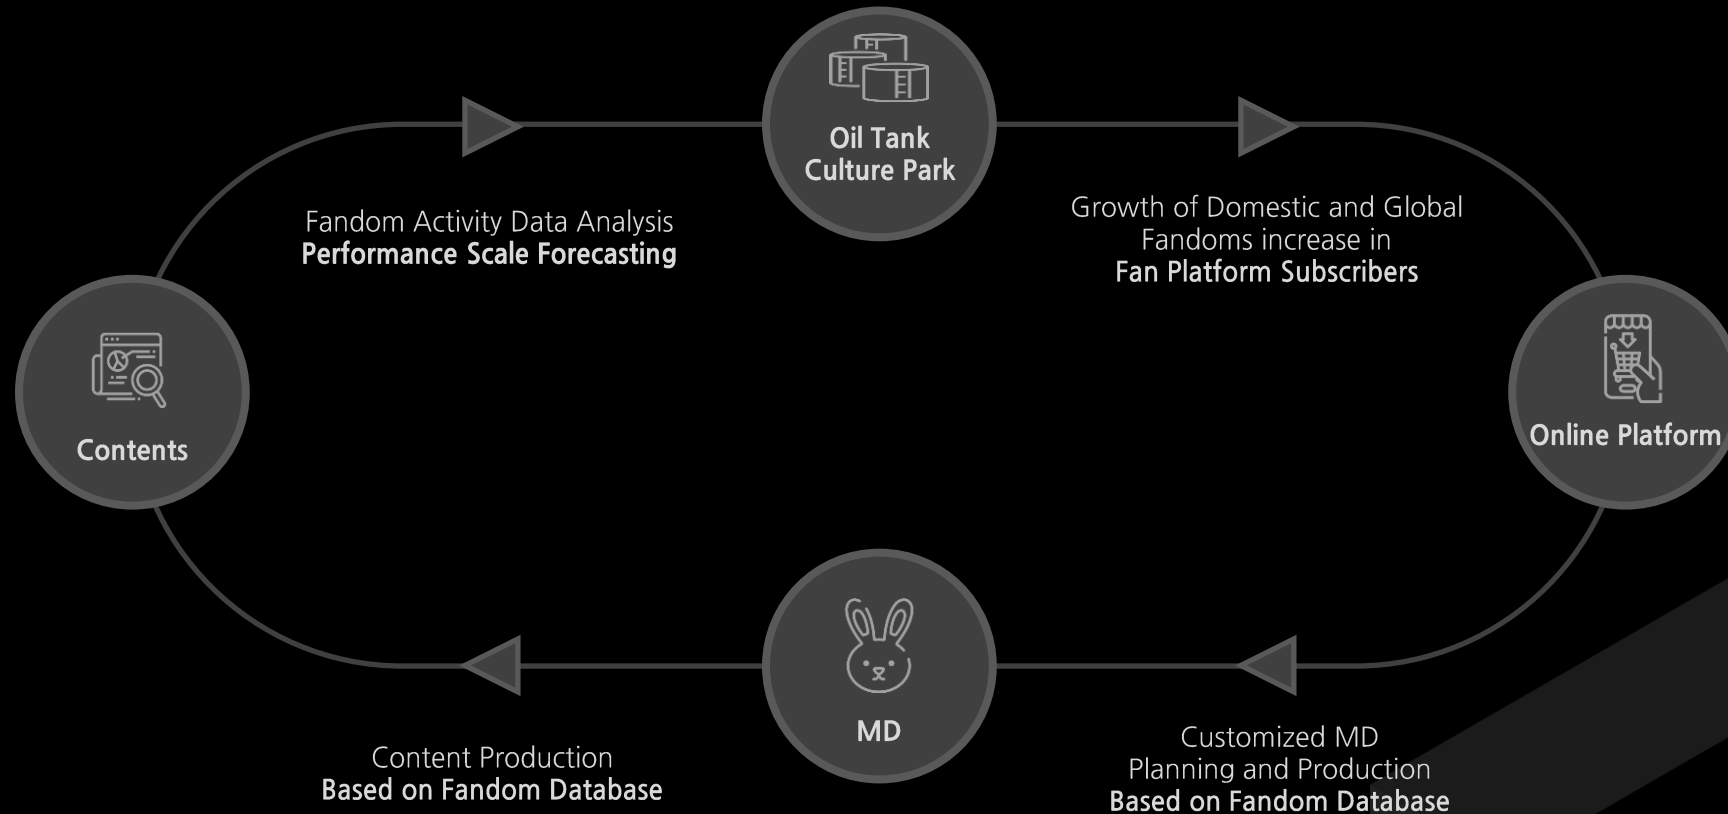 Oil Tank
Culture Park
Fandom Activity Data Analysis
Performance Scale Forecasting
Growth of Domestic and Global
Fandoms increase in
Fan Platform Subscribers
Contents
Online Platform
MD
Content Production
Based on Fandom Database
Customized MD
Planning and Production
Based on Fandom Database